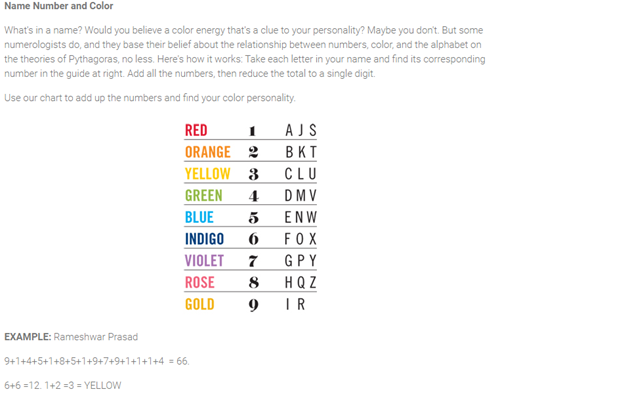 Name Number and Color
What's in a name? Would you believe a color energy that's a clue to your personality? Maybe you don't. But some
numerologists do, and they base their belief about the relationship between numbers, color, and the alphabet on
the theories of Pythagoras, no less. Here's how it works: Take each letter in your name and find its corresponding
number in the guide at right. Add all the numbers, then reduce the total to a single digit.
Use our chart to add up the numbers and find your color personality.
RED 1 A J S
ORANGE 2 B K T
YELLOW 3 C L U
GREEN 4 D M V
BLUE 5 E N W
INDIGO 6 F O X
VIOLET 7 G P Y
ROSE 8 H Q Z
GOLD 9 I R
EXAMPLE: Rameshwar Prasad
9+1+4+5+1+8+5+1+9+7+9+1+1+1+4 = 66.
6+6 =12. 1+2 =3 = YELLOW